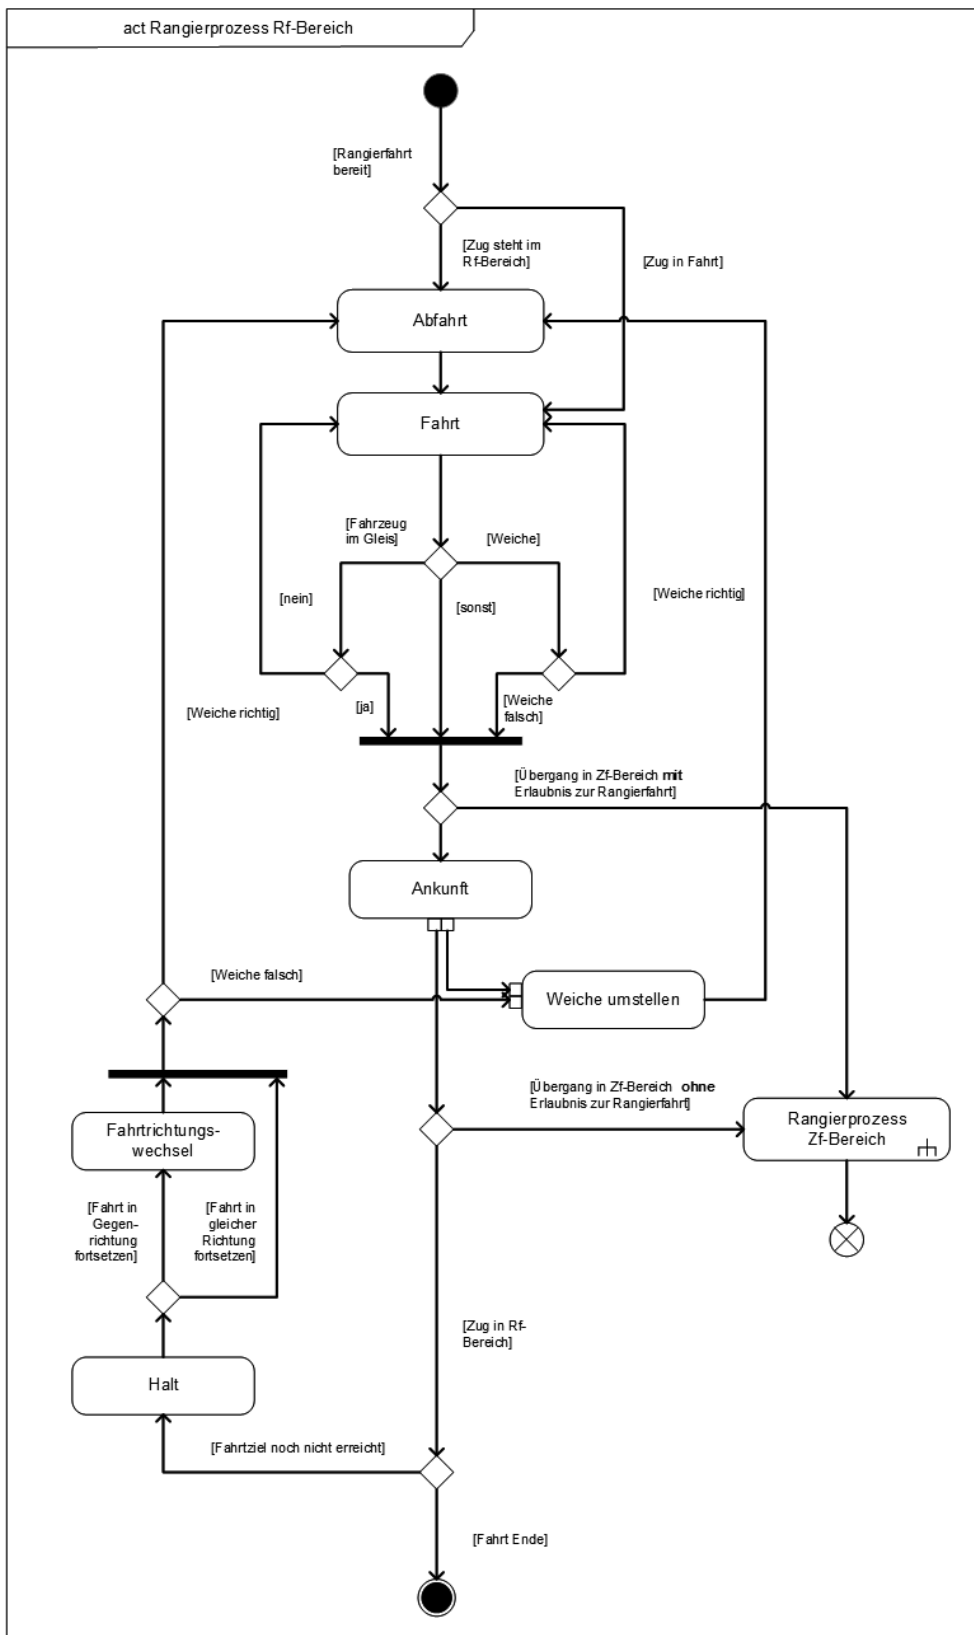 act Rangierprozess Rf-Bereich
[Rangierfahrt
bereit]
[Zug steht im
Rf-Bereich]
[Zug in Fahrt]
Abfahrt
Fahrt
[Fahrzeug
im Gleis]
[Weiche]
[nein]
[sonst]
[Weiche richtig]
[Weiche richtig]
[ja]
[Weiche
falsch]
[Übergang in Zf-Bereich mit
Erlaubnis zur Rangierfahrt]
Ankunft
[Weiche falsch]
Weiche umstellen
[Übergang in Zf-Bereich ohne
Erlaubnis zur Rangierfahrt]
Fahrtrichtungs-
wechsel
Rangierprozess
Zf-Bereich
[Fahrt in
Gegen-
richtung
fortsetzen]
[Fahrt in
gleicher
Richtung
fortsetzen]
[Zug in Rf-
Bereich]
Halt
[Fahrtziel noch nicht erreicht]
[Fahrt Ende]